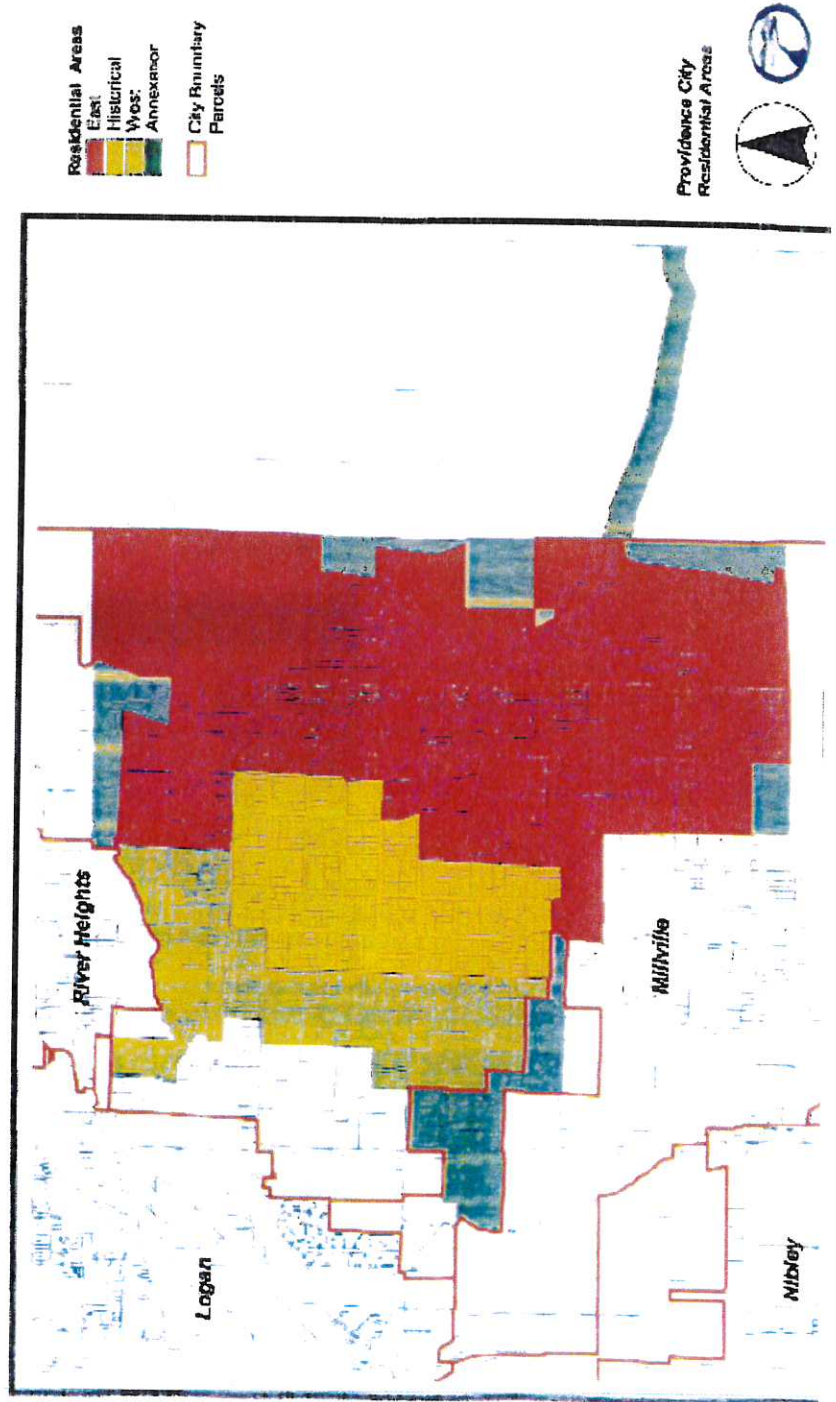 Residential Areas
East
Historical
West
Annexation
City Boundary
Parcels
River Heights
Logan
Millville
Nibley
Providence City
Residential Areas